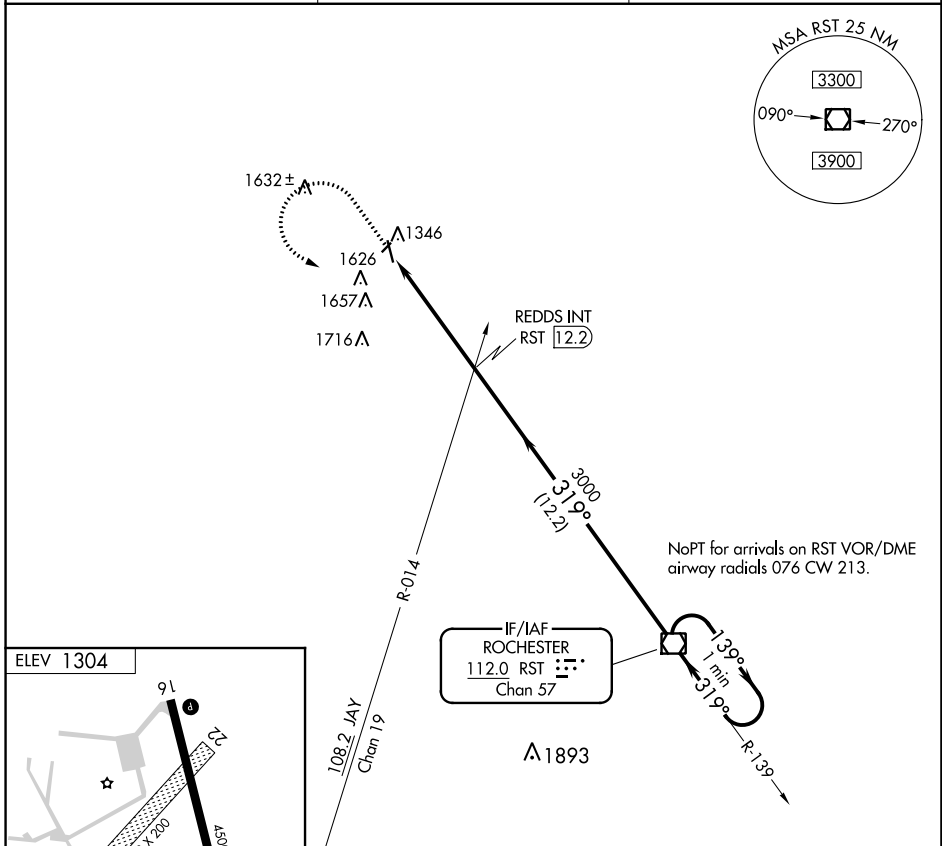 MSA RST 25 NM
3300
090°
270°
3900
1632 ±
1346
1626
1657
1716
REDDS INT
RST 12.2
3000
319°
(12.2)
NoPT for arrivals on RST VOR/DME
airway radials 076 CW 213.
R-014
IF/IAF
ROCHESTER
112.0 RST
Chan 57
139°
1 min
319°
R-139
108.2 JAY
Chan 19
1893
ELEV 1304
16
P
22
X 200